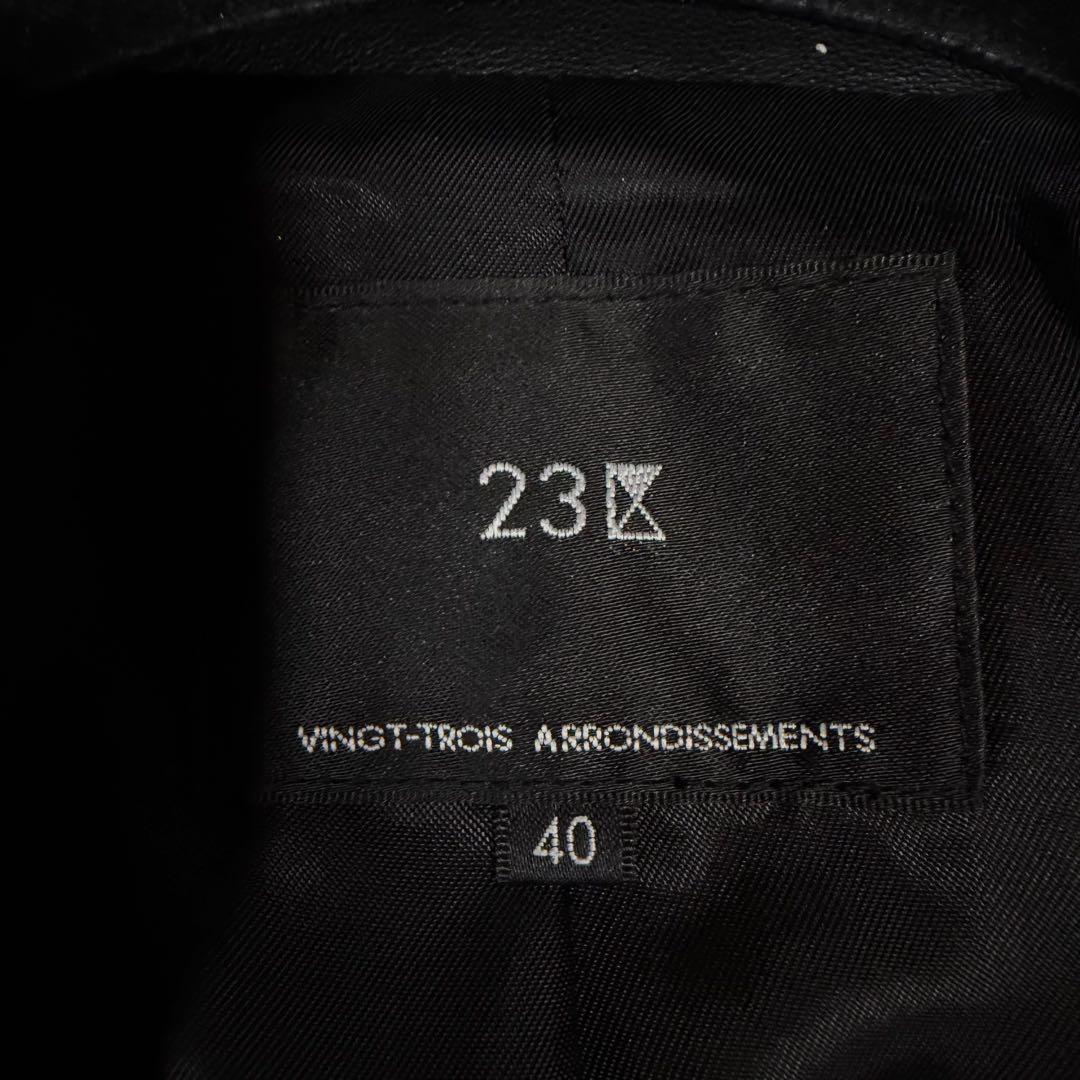 23区
VINGT-TROIS ARRONDISSEMENTS
40